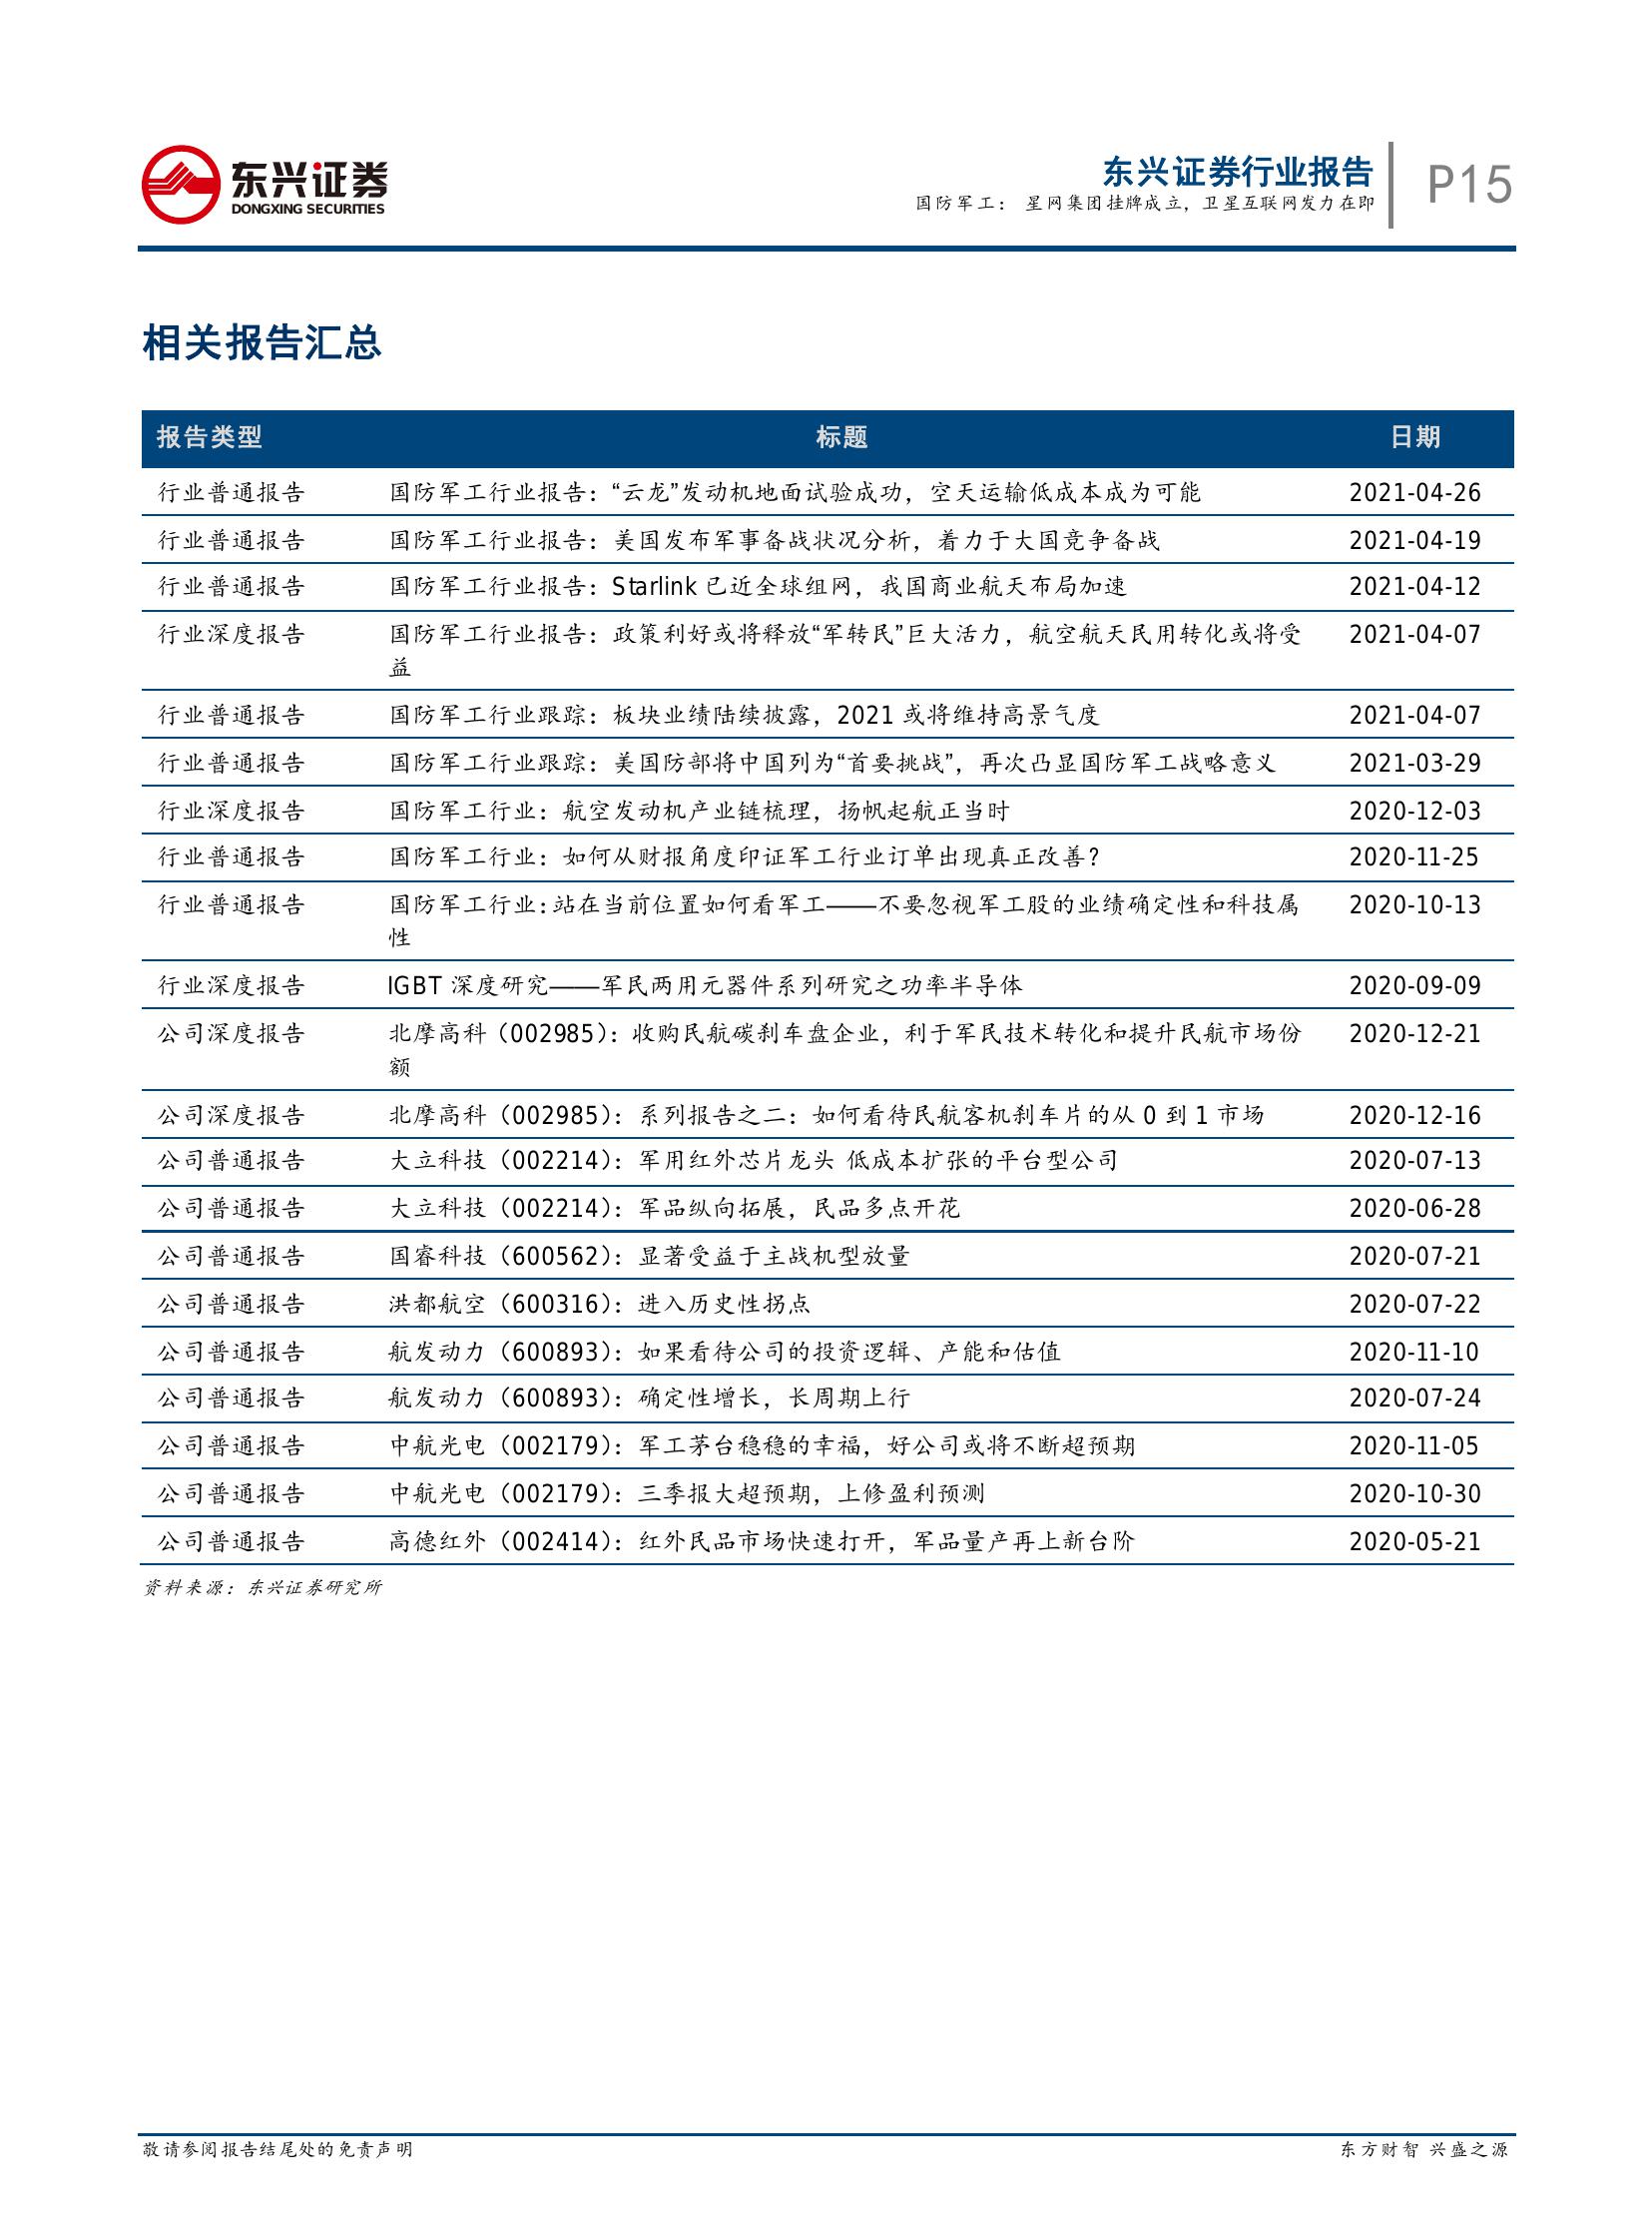 东兴证券
DONGXING SECURITIES
东兴证券行业报告
国防军工： 星网集团挂牌成立，卫星互联网发力在即
P15
相关报告汇总
报告类型 标题 日期
行业普通报告 国防军工行业报告：“云龙”发动机地面试验成功，空天运输低成本成为可能 2021-04-26
行业普通报告 国防军工行业报告：美国发布军事备战状况分析，着力于大国竞争备战 2021-04-19
行业普通报告 国防军工行业报告：Starlink 已近全球组网，我国商业航天布局加速 2021-04-12
行业深度报告 国防军工行业报告：政策利好或将释放“军转民”巨大活力，航空航天民用转化或将受 2021-04-07
益
行业普通报告 国防军工行业跟踪：板块业绩陆续披露，2021 或将维持高景气度 2021-04-07
行业普通报告 国防军工行业跟踪：美国防部将中国列为“首要挑战”，再次凸显国防军工战略意义 2021-03-29
行业深度报告 国防军工行业：航空发动机产业链梳理，扬帆起航正当时 2020-12-03
行业普通报告 国防军工行业：如何从财报角度印证军工行业订单出现真正改善？ 2020-11-25
行业普通报告 国防军工行业:站在当前位置如何看军工——不要忽视军工股的业绩确定性和科技属 2020-10-13
性
行业深度报告 IGBT 深度研究——军民两用元器件系列研究之功率半导体 2020-09-09
公司深度报告 北摩高科（002985）：收购民航碳刹车盘企业，利于军民技术转化和提升民航市场份 2020-12-21
额
公司深度报告 北摩高科（002985）：系列报告之二：如何看待民航客机刹车片的从 0 到 1 市场 2020-12-16
公司普通报告 大立科技（002214）：军用红外芯片龙头 低成本扩张的平台型公司 2020-07-13
公司普通报告 大立科技（002214）：军品纵向拓展，民品多点开花 2020-06-28
公司普通报告 国睿科技（600562）：显著受益于主战机型放量 2020-07-21
公司普通报告 洪都航空（600316）：进入历史性拐点 2020-07-22
公司普通报告 航发动力（600893）：如果看待公司的投资逻辑、产能和估值 2020-11-10
公司普通报告 航发动力（600893）：确定性增长，长周期上行 2020-07-24
公司普通报告 中航光电（002179）：军工茅台稳稳的幸福，好公司或将不断超预期 2020-11-05
公司普通报告 中航光电（002179）：三季报大超预期，上修盈利预测 2020-10-30
公司普通报告 高德红外（002414）：红外民品市场快速打开，军品量产再上新台阶 2020-05-21
资料来源：东兴证券研究所
敬请参阅报告结尾处的免责声明 东方财智 兴盛之源